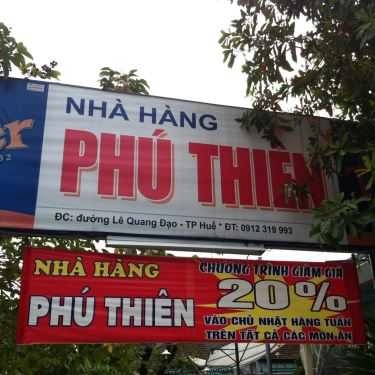 er
NHÀ HÀNG
PHÚ THIÊN
ĐC: đường Lê Quang Đạo - TP Huế * ĐT: 0912 319 993
NHÀ HÀNG
PHÚ THIÊN
CHƯƠNG TRÌNH GIẢM GIÁ
20%
VÀO CHỦ NHẬT HÀNG TUẦN
TRÊN TẤT CẢ CÁC MÓN ĂN